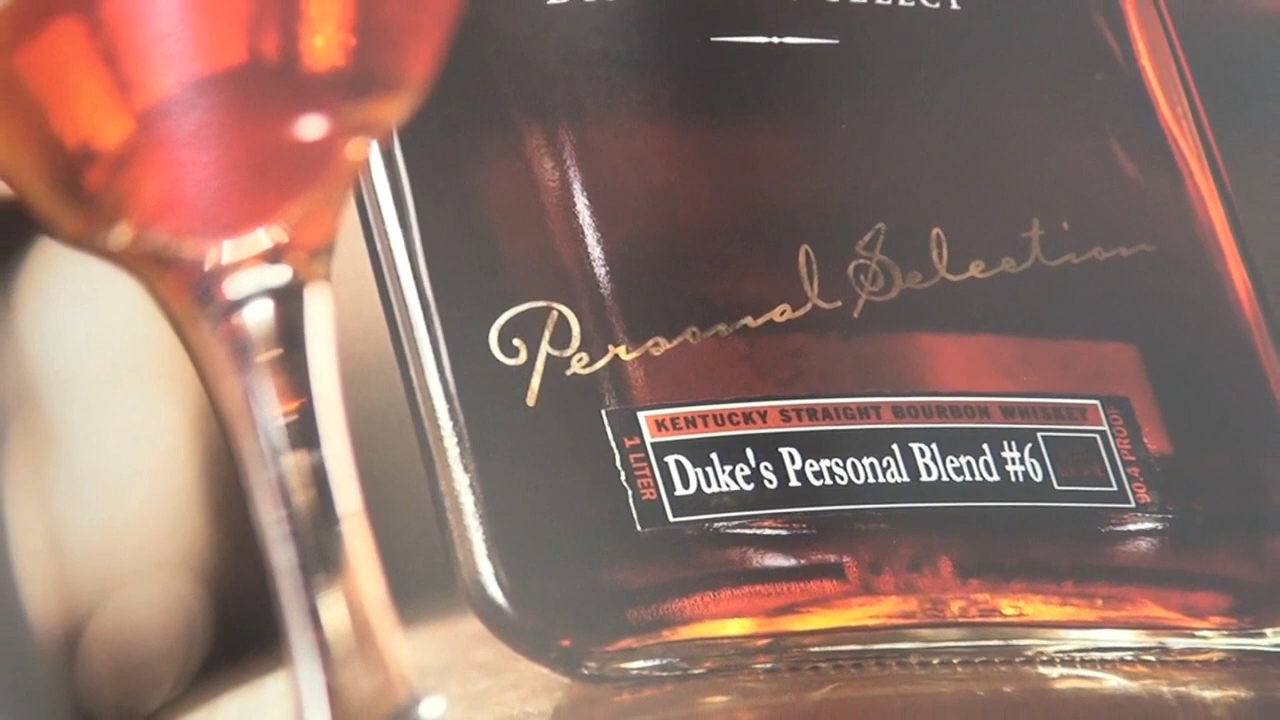 Personal Selection
KENTUCKY STRAIGHT BOURBON WHISKEY
1 LITER
Duke's Personal Blend #6
90.4 PROOF